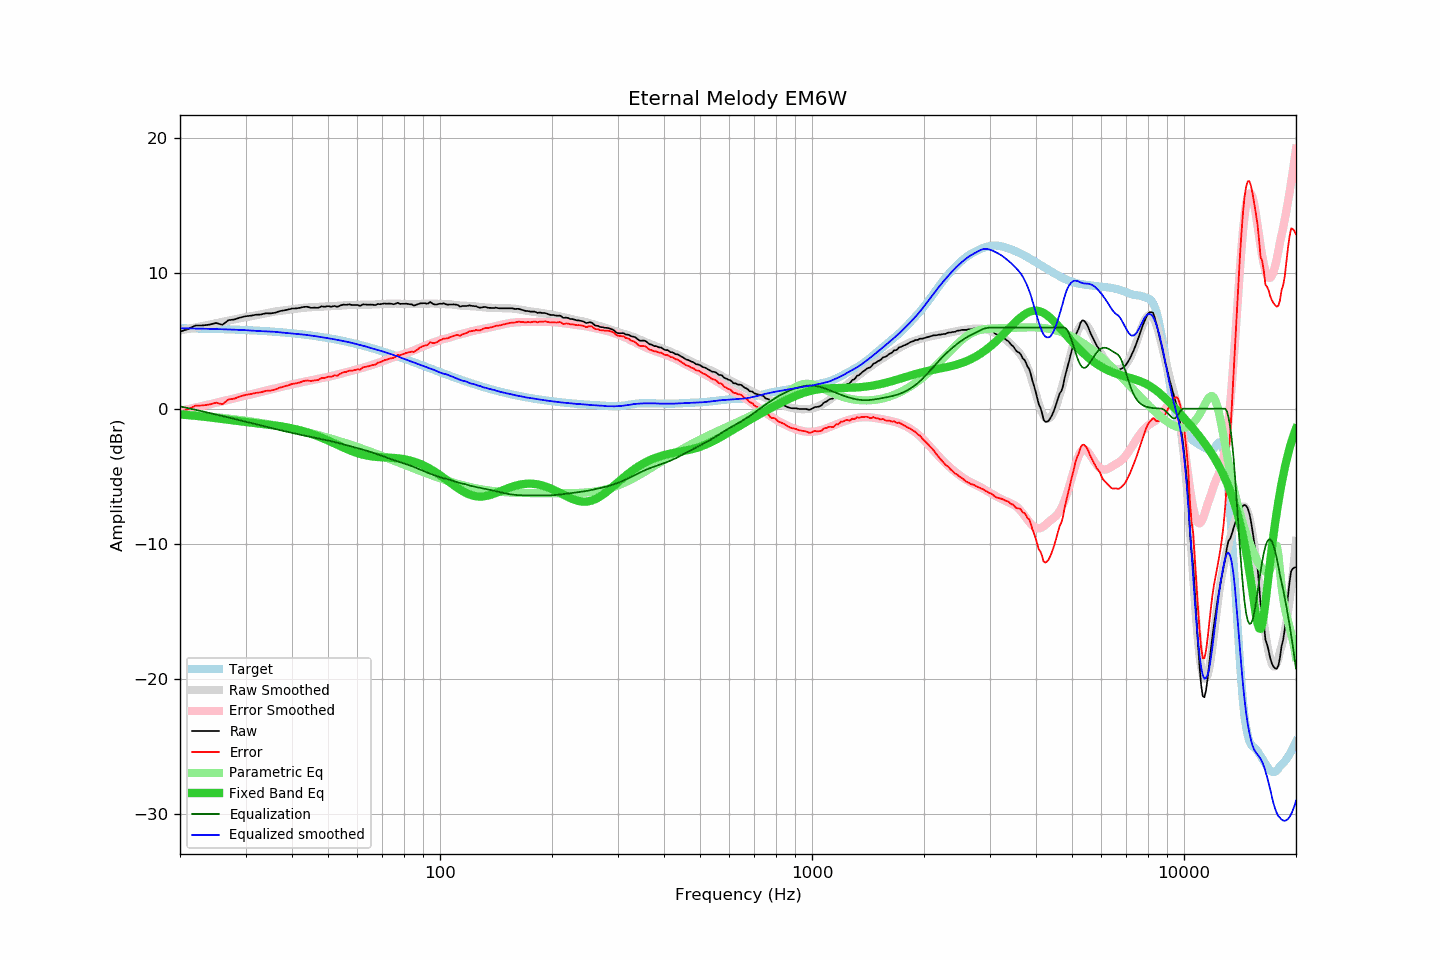 Eternal Melody EM6W
20
10
0
−10
−20
−30
Amplitude (dBr)
Target
Raw Smoothed
Error Smoothed
Raw
Error
Parametric Eq
Fixed Band Eq
Equalization
Equalized smoothed
100
1000
10000
Frequency (Hz)